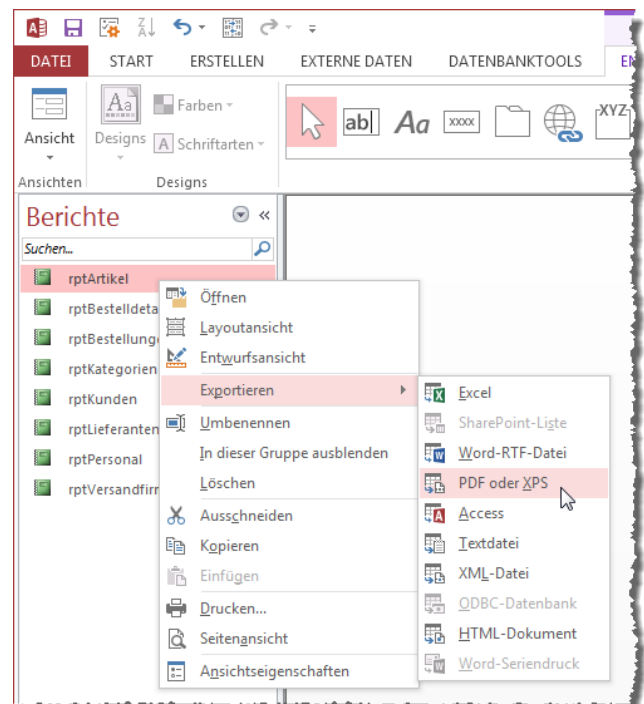 DATEI START ERSTELLEN EXTERNE DATEN DATENBANKTOOLS
Ansicht
Designs
Farben
Schriftarten
Aa
A
ab
Aa
xxxx
XYZ
Ansichten Designs
Berichte
Suchen...
rptArtikel
rptBestelldeta
rptBestellung
rptKategorien
rptKunden
rptLieferanten
rptPersonal
rptVersandfir
Öffnen
Layoutansicht
Entwurfsansicht
Exportieren
Umbenennen
In dieser Gruppe ausblenden
Löschen
Ausschneiden
Kopieren
Einfügen
Drucken...
Seitenansicht
Ansichtseigenschaften
Excel
SharePoint-Liste
Word-RTF-Datei
PDF oder XPS
Access
Textdatei
XML-Datei
ODBC-Datenbank
HTML-Dokument
Word-Seriendruck